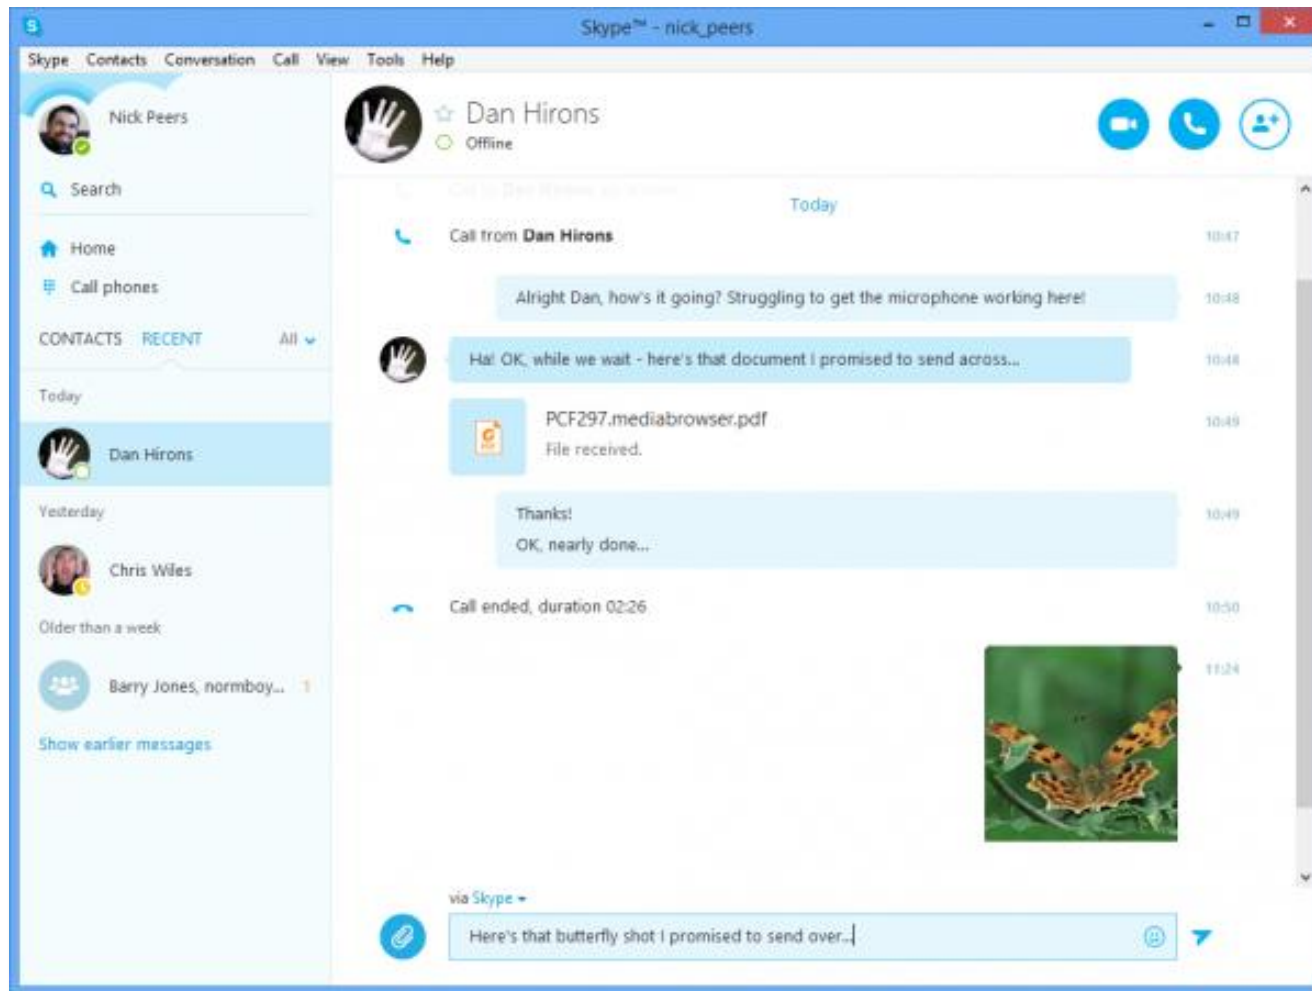 Skype™ - nick_peers
Skype Contacts Conversation Call View Tools Help
Nick Peers
Search
Home
Call phones
CONTACTS RECENT All
Today
Dan Hirons
Yesterday
Chris Wiles
Older than a week
Barry Jones, normboy... 1
Show earlier messages
Dan Hirons
Offline
Today
Call from Dan Hirons 10:47
Alright Dan, how's it going? Struggling to get the microphone working here! 10:48
Ha! OK, while we wait - here's that document I promised to send across... 10:48
PCF297.mediabrowser.pdf 10:49
File received.
Thanks! 10:49
OK, nearly done...
Call ended, duration 02:26 10:50
11:24
via Skype
Here's that butterfly shot I promised to send over...